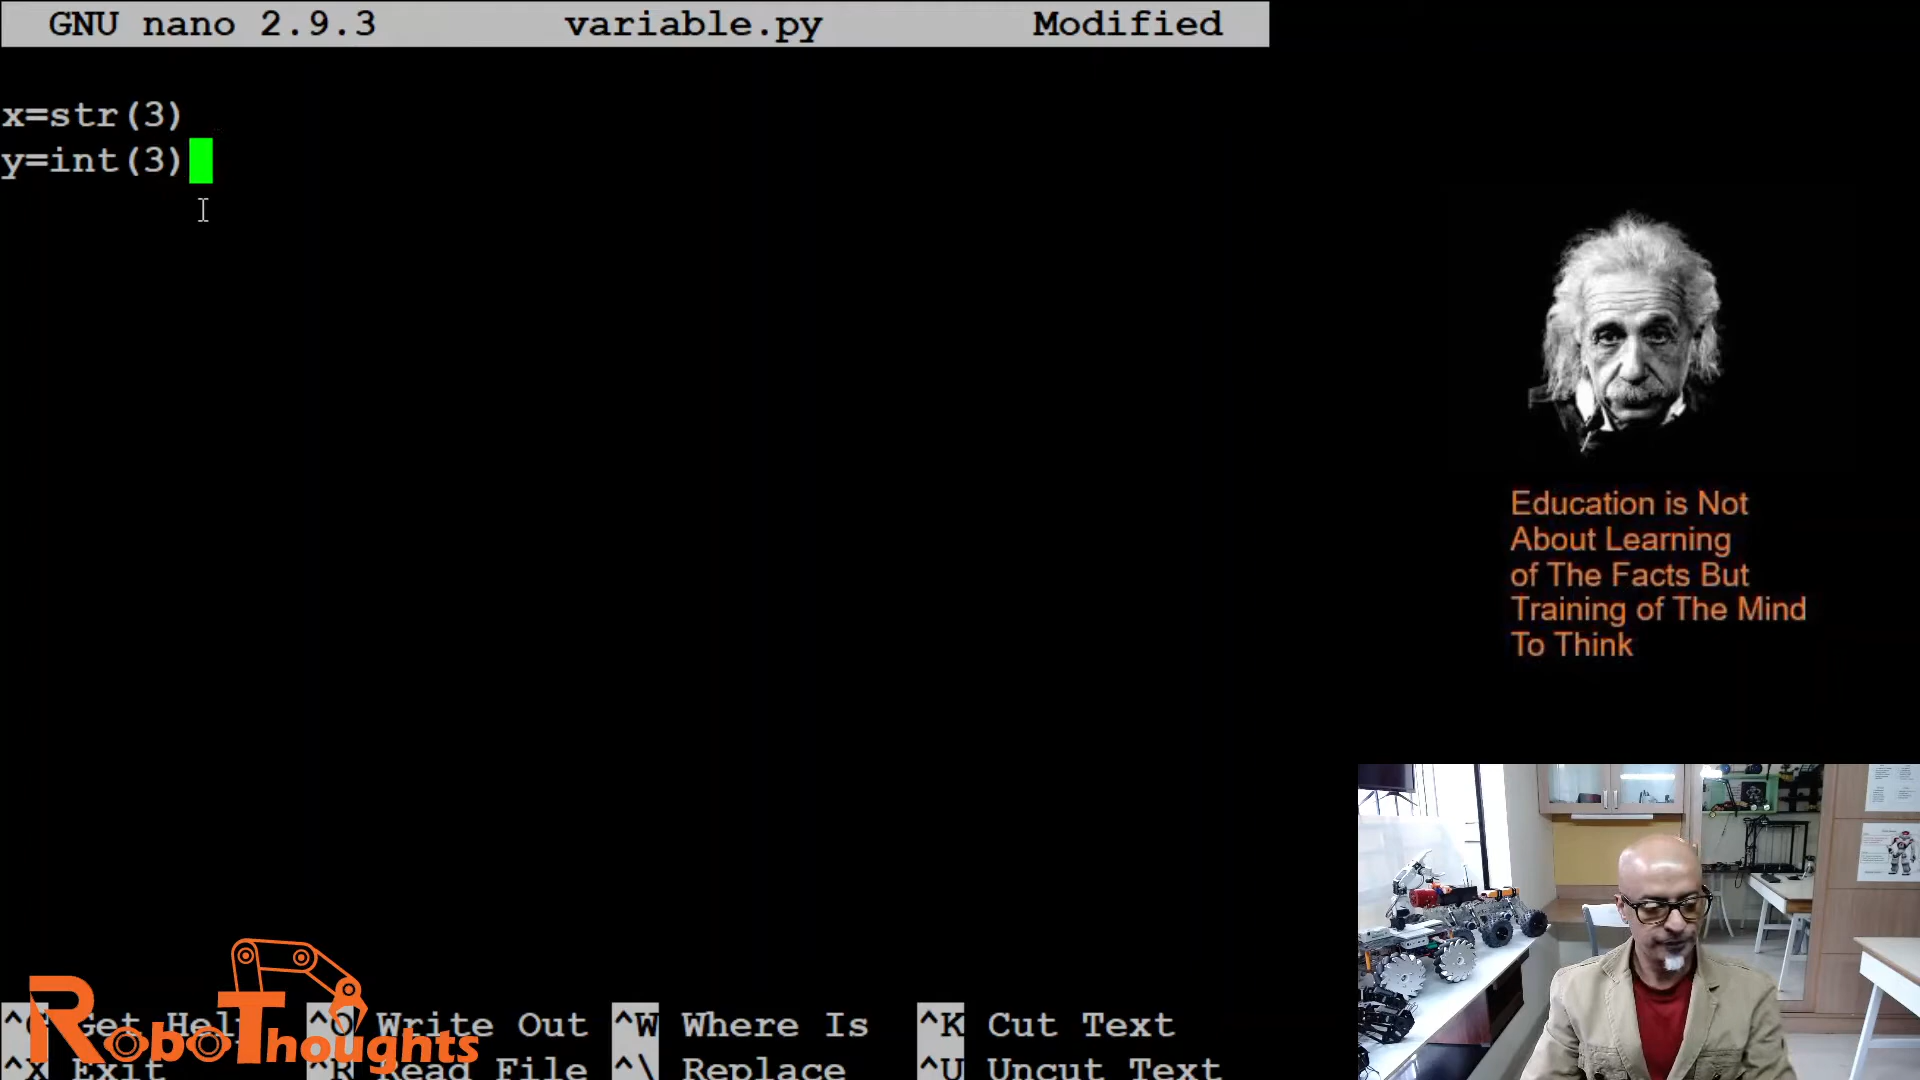 GNU nano 2.9.3 variable.py Modified
x=str(3)
y=int(3)
Education is Not
About Learning
of The Facts But
Training of The Mind
To Think
Get Help ^O Write Out ^W Where Is ^K Cut Text
^X Exit ^R Read File ^\ Replace ^U Uncut Text
RoboThoughts